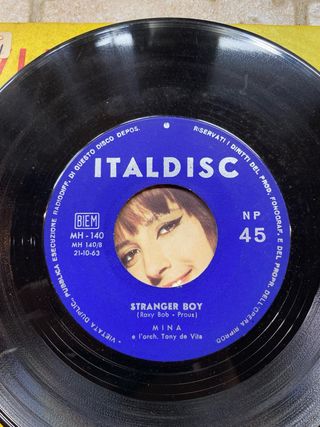 RISERVATI I DIRITTI DEL PROD. FONOGRAF. E DEL PROPR. DELL'OPERA RIPROD.
VIETATA DUPLIC., PUBBLICA ESECUZIONE RADIODIFF. DI QUESTO DISCO DEPOS.
ITALDISC
BIEM
MH - 140
MH 140/B
21-10-63
NP
45
STRANGER BOY
(Roxy Bob - Prous)
MINA
e l'orch. Tony de Vita